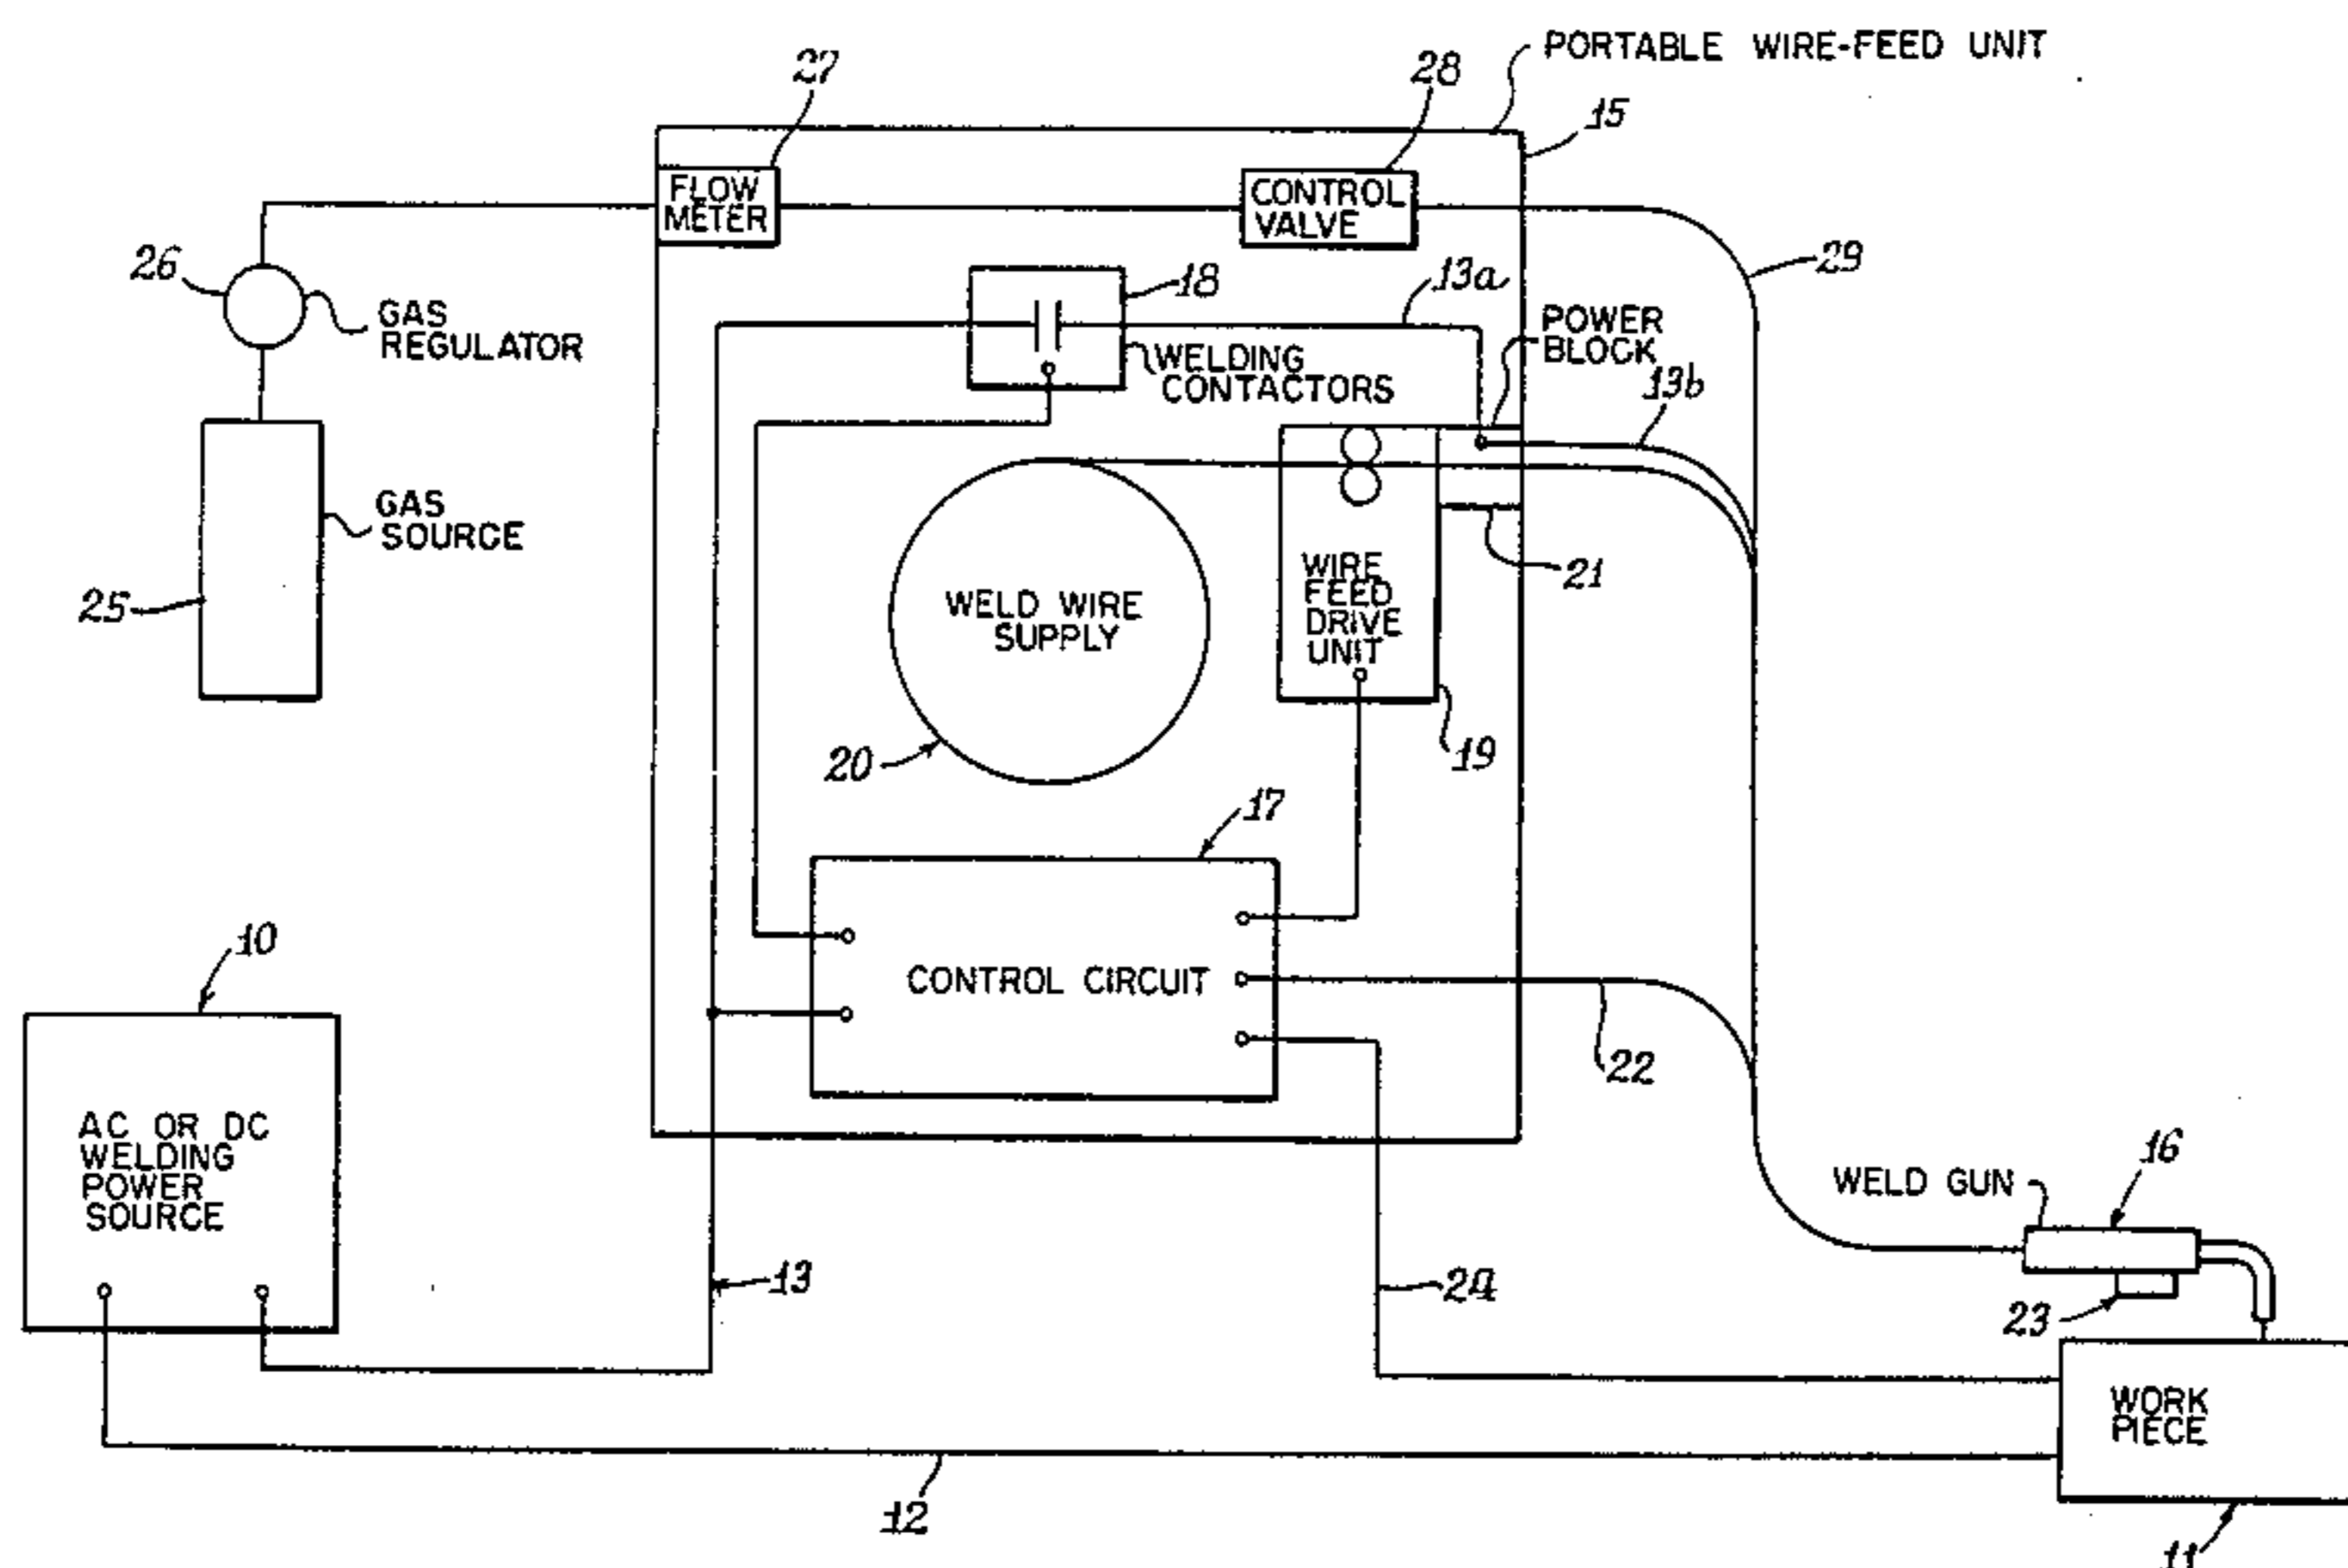 PORTABLE WIRE-FEED UNIT
27
28
15
FLOW
METER
CONTROL
VALVE
26
GAS
REGULATOR
18
13a
29
POWER
BLOCK
WELDING
CONTACTORS
13b
GAS
SOURCE
25
WELD WIRE
SUPPLY
WIRE
FEED
DRIVE
UNIT
21
20
19
17
10
CONTROL CIRCUIT
22
AC OR DC
WELDING
POWER
SOURCE
16
WELD GUN
13
24
23
WORK
PIECE
12
11